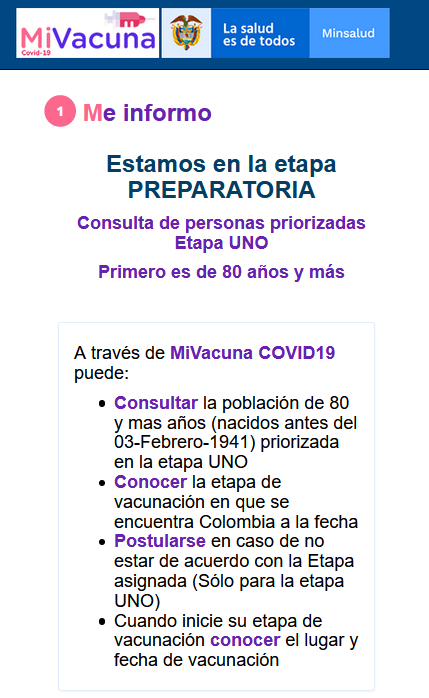 MiVacuna
Covid-19
La salud
es de todos
Minsalud
1
Me informo
Estamos en la etapa
PREPARATORIA
Consulta de personas priorizadas
Etapa UNO
Primero es de 80 años y más
A través de MiVacuna COVID19
puede:
Consultar la población de 80
y mas años (nacidos antes del
03-Febrero-1941) priorizada
en la etapa UNO
Conocer la etapa de
vacunación en que se
encuentra Colombia a la fecha
Postularse en caso de no
estar de acuerdo con la Etapa
asignada (Sólo para la etapa
UNO)
Cuando inicie su etapa de
vacunación conocer el lugar y
fecha de vacunación